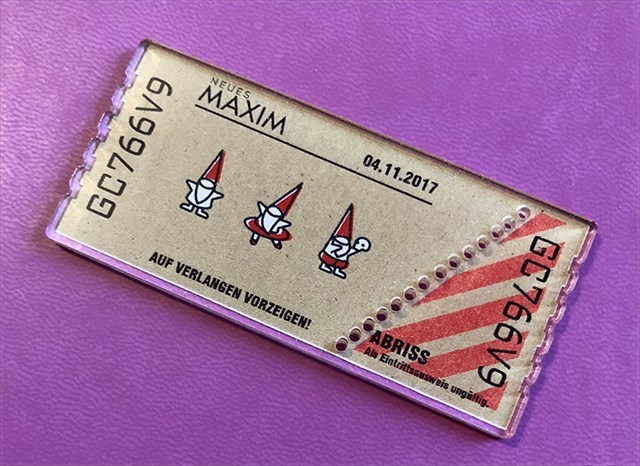 GC766V9
NEUES
MAXIM
04.11.2017
AUF VERLANGEN VORZEIGEN!
ABRISS
Als Eintrittsausweis ungültig.
GC766V9